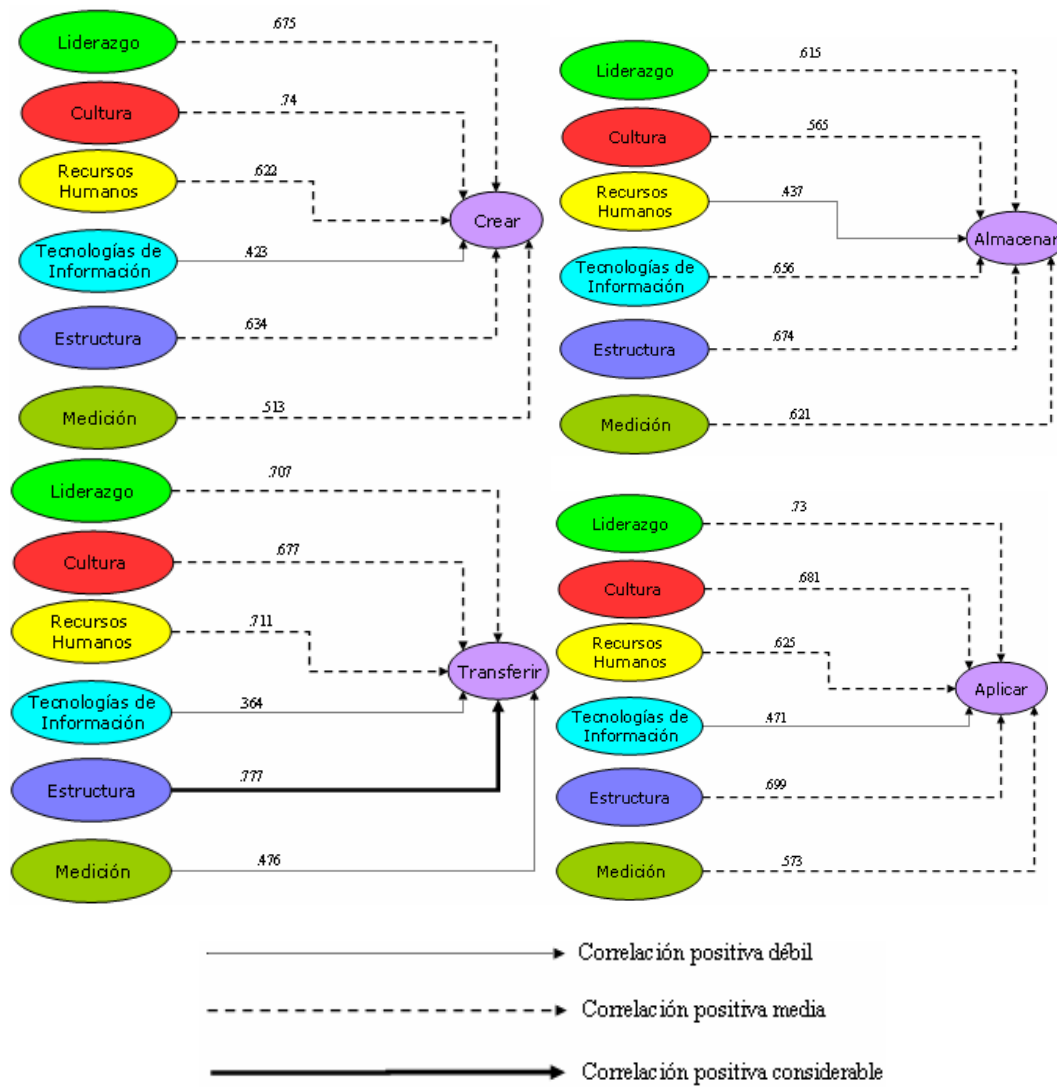 Liderazgo
.675
Cultura
.74
Recursos
Humanos
.622
Crear
Tecnologías de
Información
.423
Estructura
.634
Medición
.513
Liderazgo
.615
Cultura
.565
Recursos
Humanos
.437
Almacenar
Tecnologías de
Información
.656
Estructura
.674
Medición
.621
Liderazgo
.707
Cultura
.677
Recursos
Humanos
.711
Transferir
Tecnologías de
Información
.364
Estructura
.777
Medición
.476
Liderazgo
.73
Cultura
.681
Recursos
Humanos
.625
Aplicar
Tecnologías de
Información
.471
Estructura
.699
Medición
.573
Correlación positiva débil
Correlación positiva media
Correlación positiva considerable